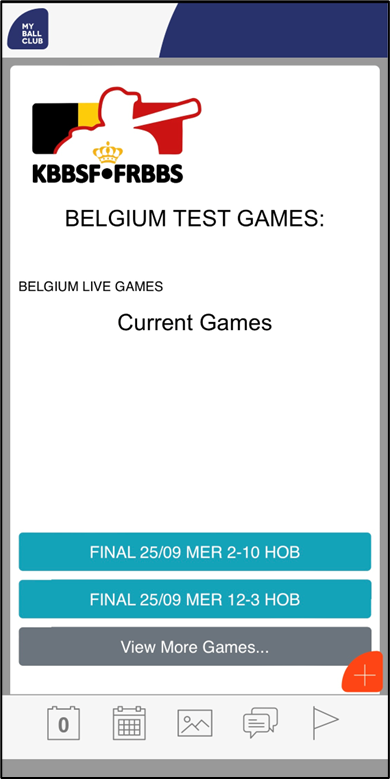 MY
BALL
CLUB
KBBSF•FRBBS
BELGIUM TEST GAMES:
BELGIUM LIVE GAMES
Current Games
FINAL 25/09 MER 2-10 HOB
FINAL 25/09 MER 12-3 HOB
View More Games...
0